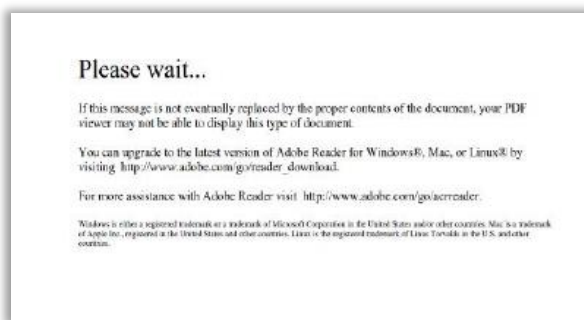 Please wait...
If this message is not eventually replaced by the proper contents of the document, your PDF
viewer may not be able to display this type of document.
You can upgrade to the latest version of Adobe Reader for Windows®, Mac, or Linux® by
visiting http://www.adobe.com/go/reader_download.
For more assistance with Adobe Reader visit http://www.adobe.com/go/acrreader.
Windows is either a registered trademark or a trademark of Microsoft Corporation in the United States and/or other countries. Mac is a trademark
of Apple Inc., registered in the United States and other countries. Linux is the registered trademark of Linus Torvalds in the U.S. and other
countries.